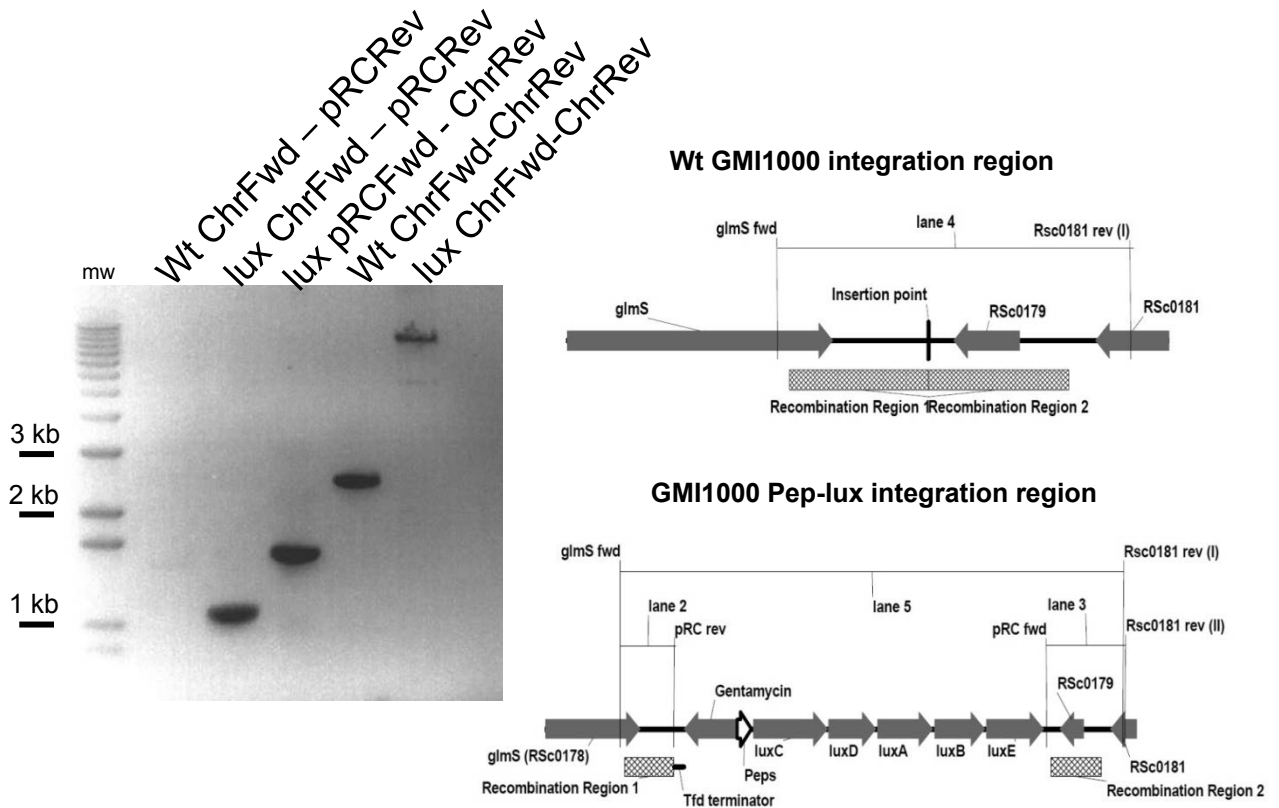 Wt ChrFwd – pRCRev
lux ChrFwd – pRCRev
lux pRCFwd - ChrRev
Wt ChrFwd-ChrRev
lux ChrFwd-ChrRev
mw
3 kb
2 kb
1 kb
Wt GMI1000 integration region
glmS fwd
lane 4
Rsc0181 rev (I)
Insertion point
glmS
RSc0179
RSc0181
Recombination Region 1
Recombination Region 2
GMI1000 Pep-lux integration region
glmS fwd
Rsc0181 rev (I)
lane 2
lane 5
lane 3
pRC rev
pRC fwd
Rsc0181 rev (II)
Gentamycin
RSc0179
glmS (RSc0178)
luxC
luxD
luxA
luxB
luxE
Peps
RSc0181
Recombination Region 1
Recombination Region 2
Tfd terminator